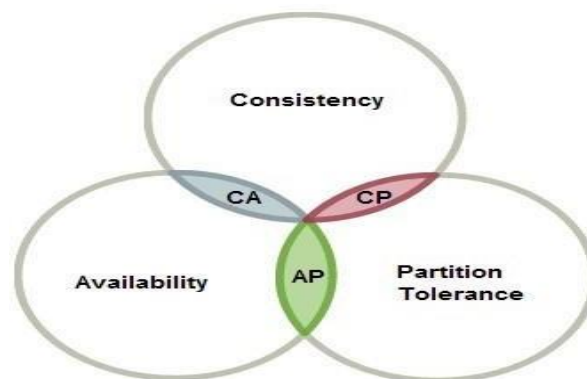 Consistency
CA
CP
Availability
AP
Partition
Tolerance